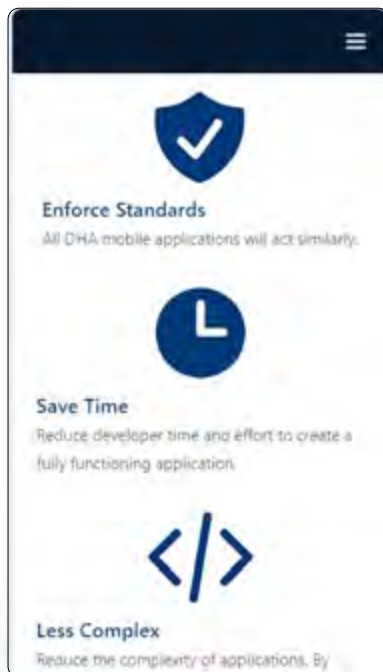 Enforce Standards
All DHA mobile applications will act similarly.
Save Time
Reduce developer time and effort to create a
fully functioning application.
Less Complex
Reduce the complexity of applications. By